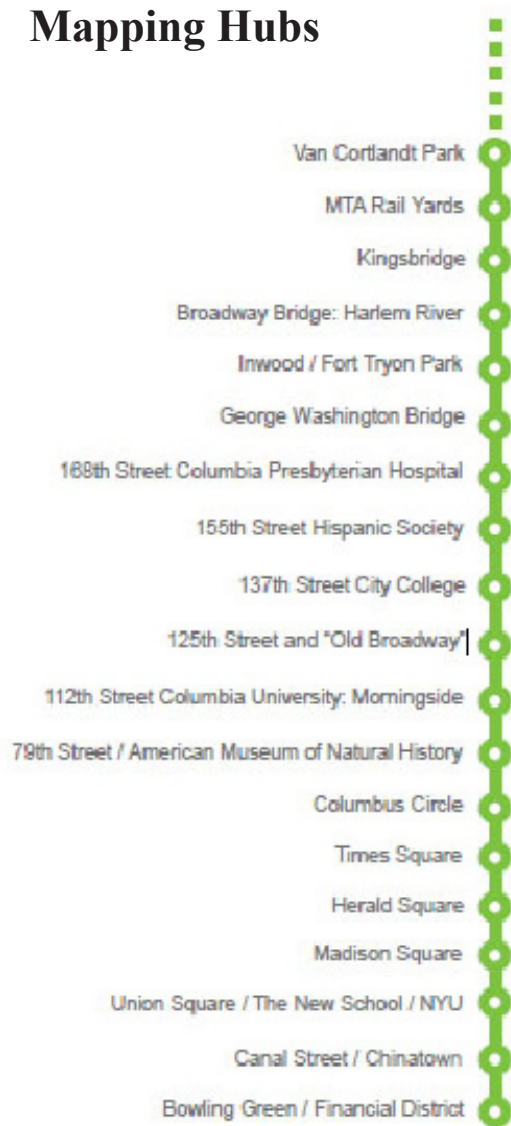 Mapping Hubs
Van Cortlandt Park
MTA Rail Yards
Kingsbridge
Broadway Bridge: Harlem River
Inwood / Fort Tryon Park
George Washington Bridge
168th Street Columbia Presbyterian Hospital
155th Street Hispanic Society
137th Street City College
125th Street and "Old Broadway"
112th Street Columbia University: Morningside
79th Street / American Museum of Natural History
Columbus Circle
Times Square
Herald Square
Madison Square
Union Square / The New School / NYU
Canal Street / Chinatown
Bowling Green / Financial District